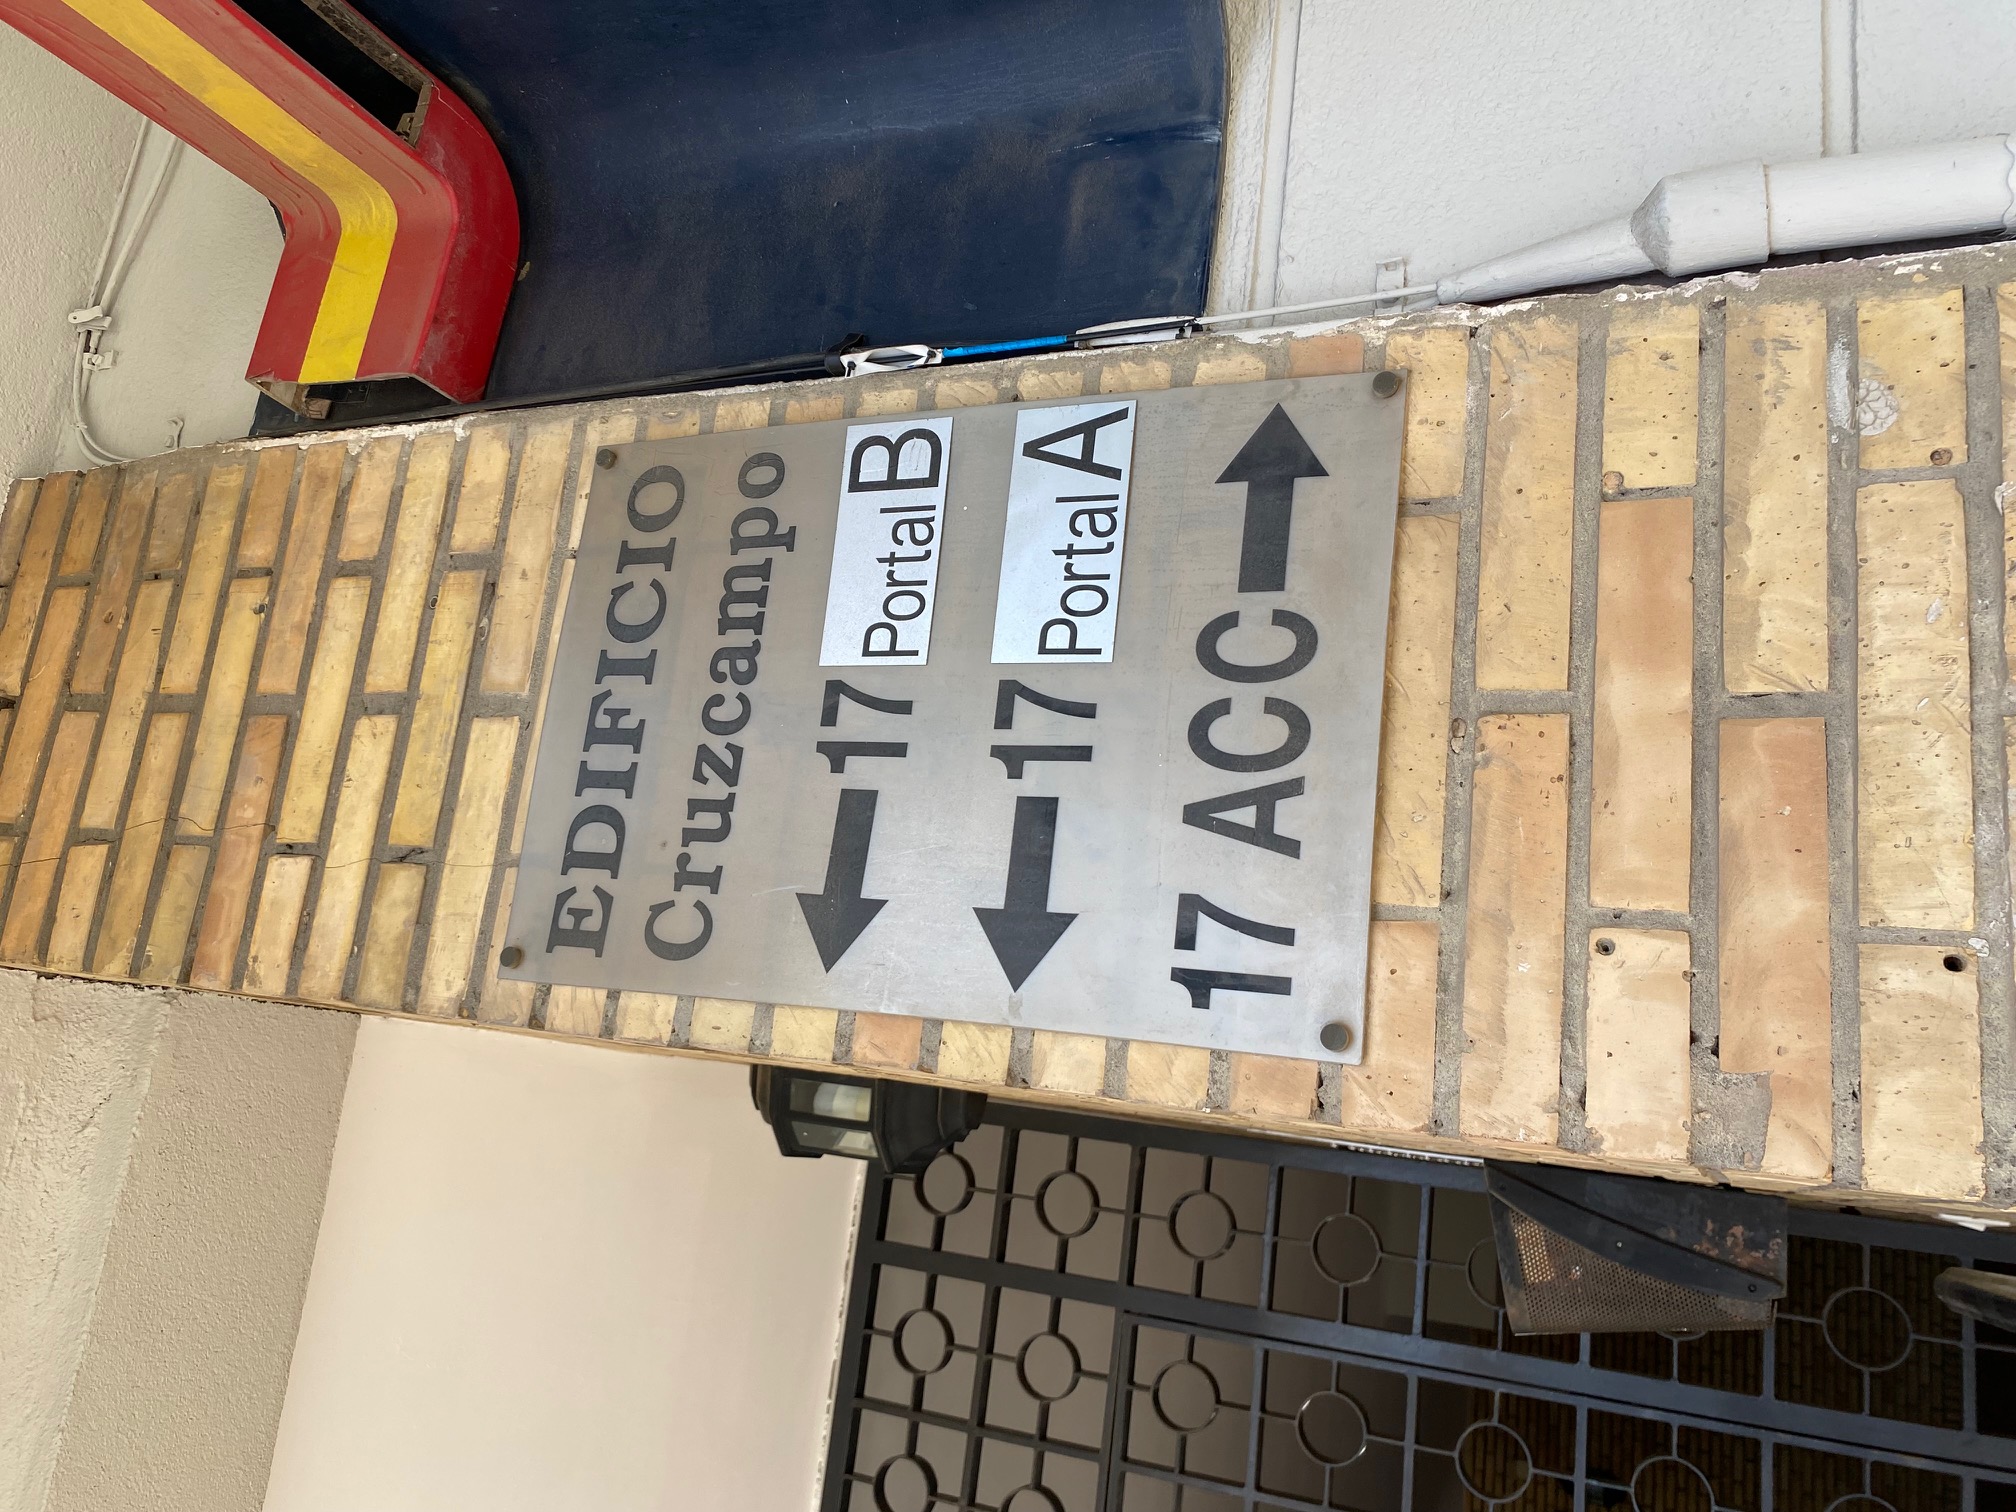 EDIFICIO
Cruzcampo
← 17 Portal B
← 17 Portal A
17 ACC →